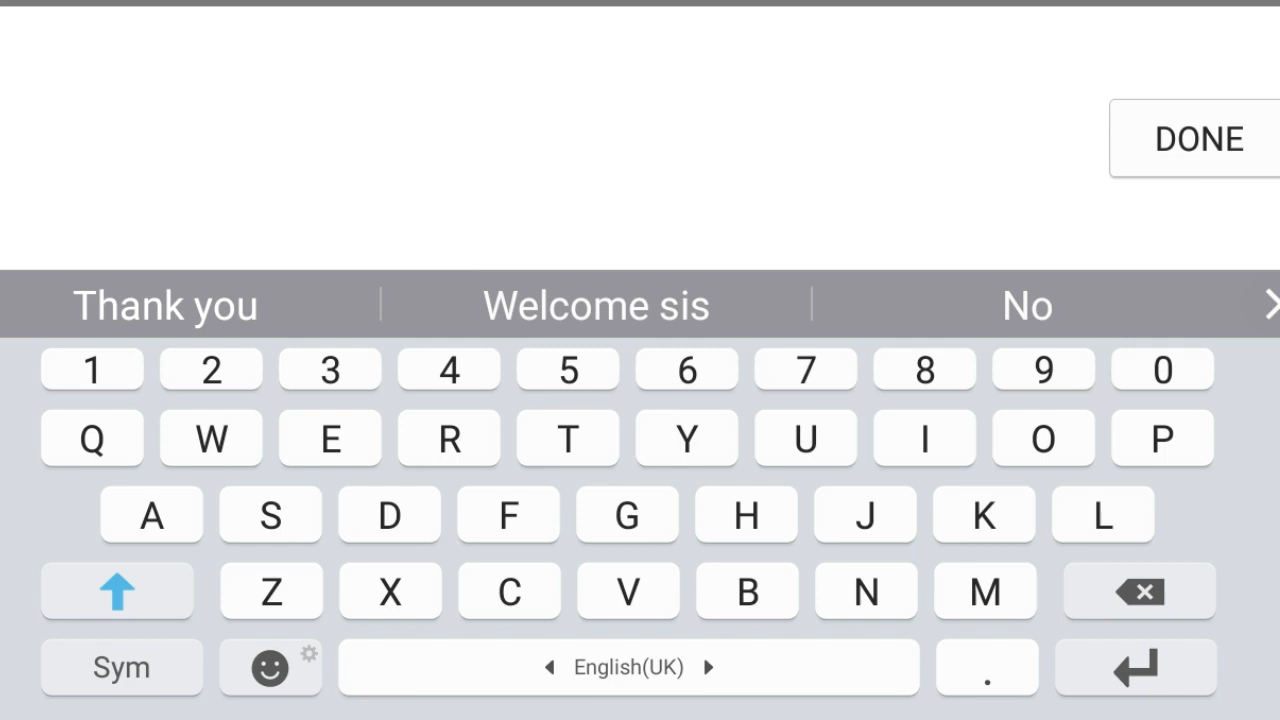 DONE
Thank you Welcome sis No
1 2 3 4 5 6 7 8 9 0
Q W E R T Y U I O P
A S D F G H J K L
Z X C V B N M
Sym English(UK) .